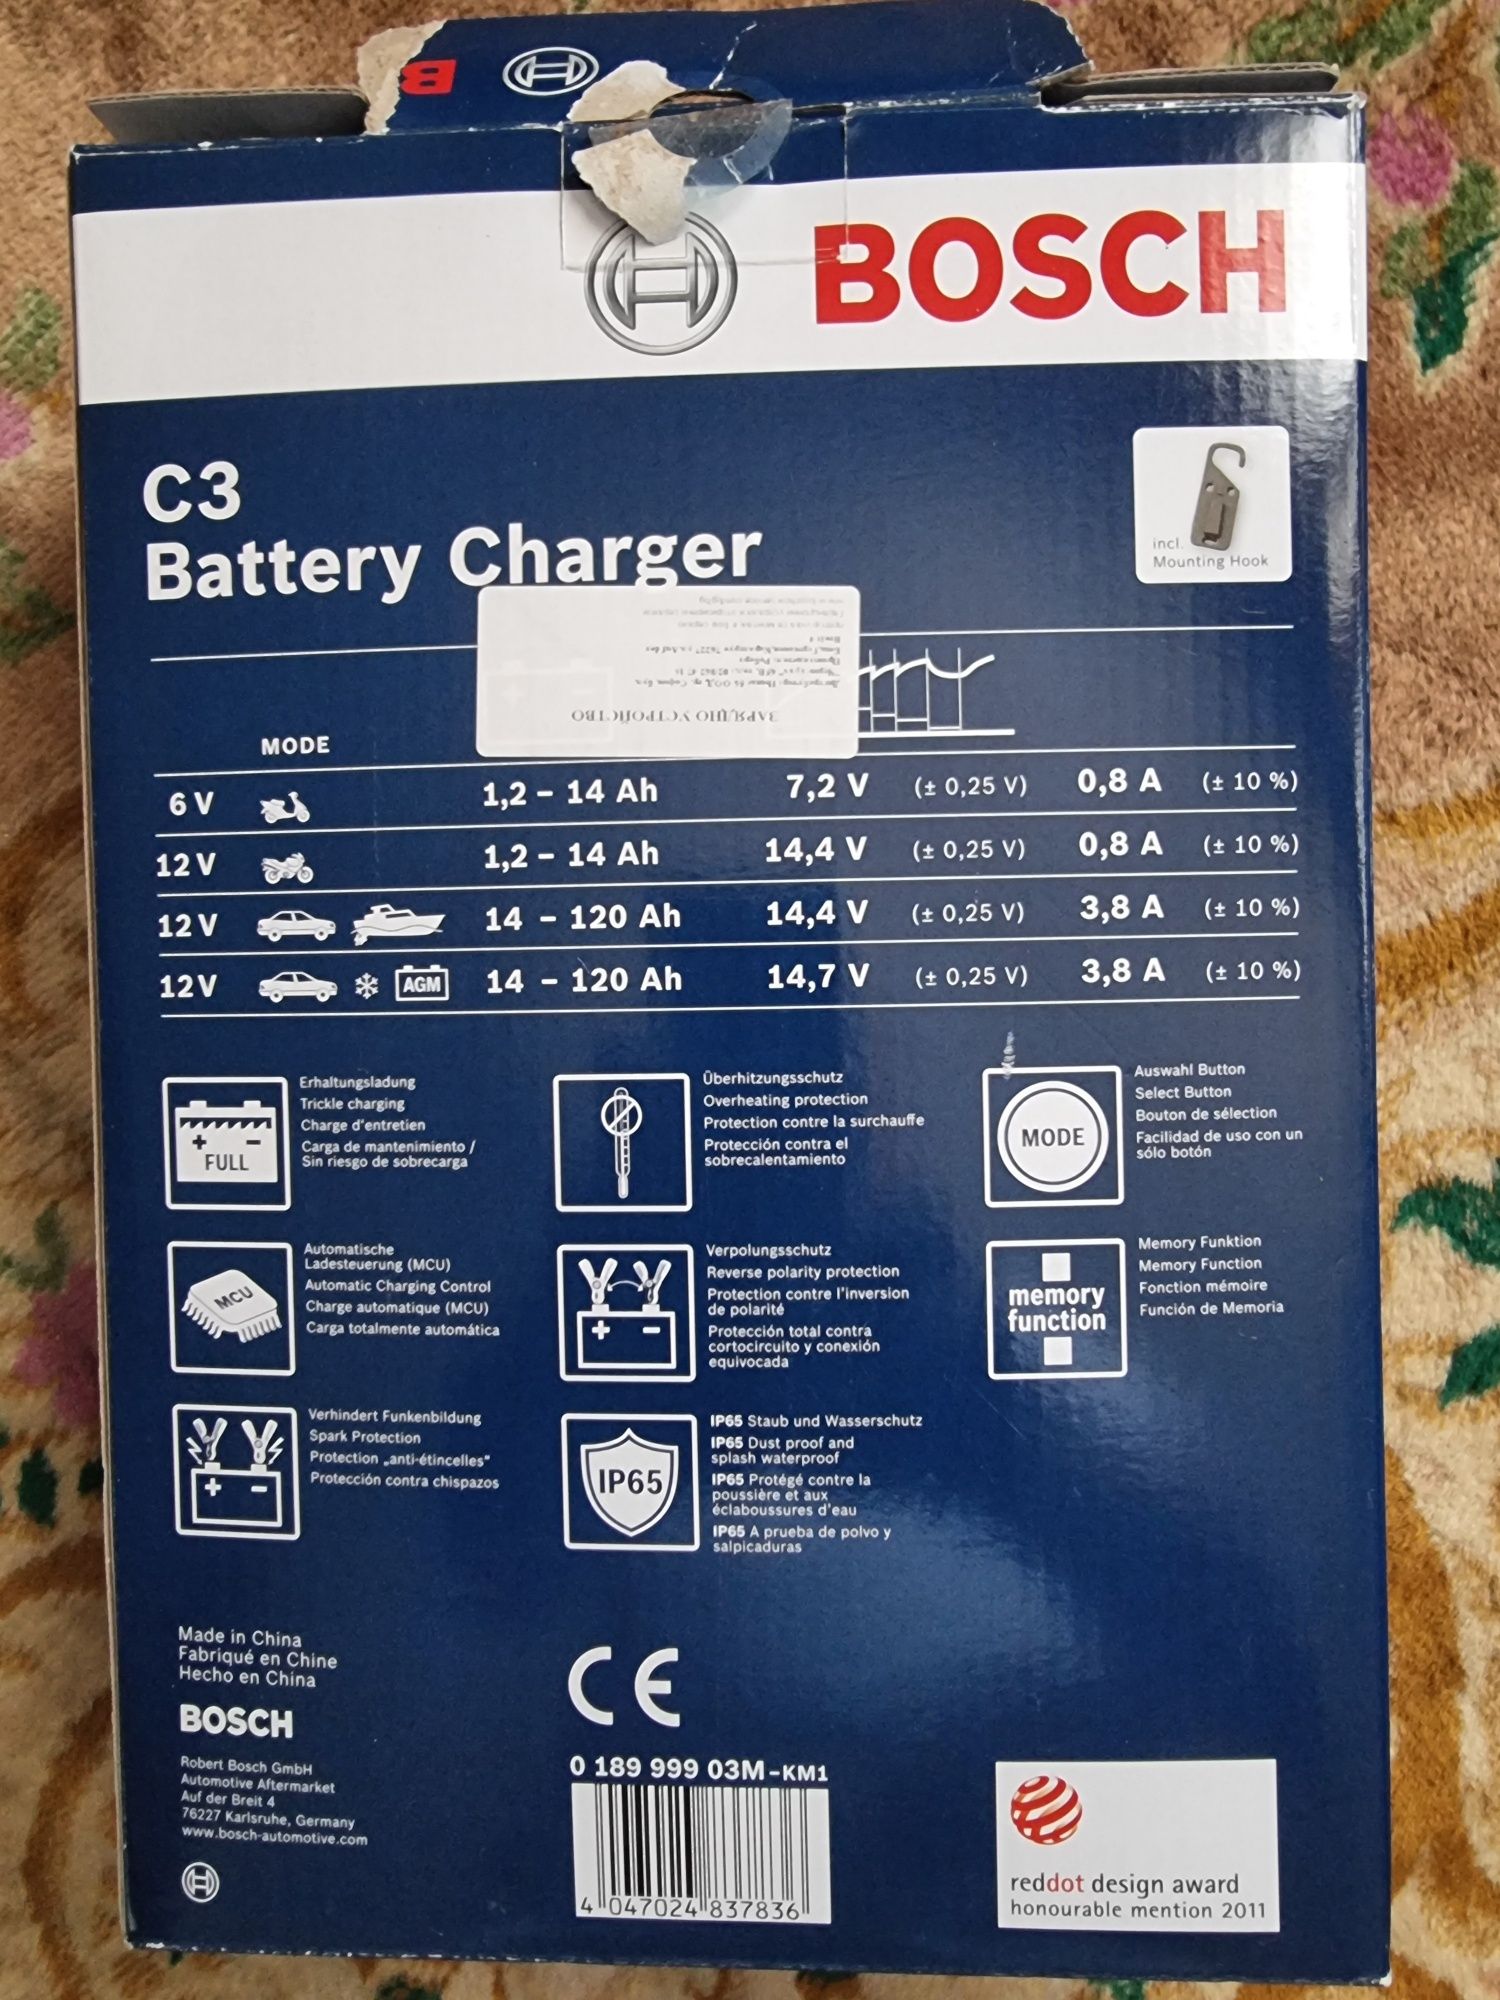 B
BOSCH
C3
Battery Charger
incl.
Mounting Hook
ЗАРЯДНО УСТРОЙСТВО
MODE
6 V 1,2 – 14 Ah 7,2 V (± 0,25 V) 0,8 A (± 10 %)
12 V 1,2 – 14 Ah 14,4 V (± 0,25 V) 0,8 A (± 10 %)
12 V 14 – 120 Ah 14,4 V (± 0,25 V) 3,8 A (± 10 %)
12 V AGM 14 – 120 Ah 14,7 V (± 0,25 V) 3,8 A (± 10 %)
+ –
FULL
Erhaltungsladung
Trickle charging
Charge d'entretien
Carga de mantenimiento /
Sin riesgo de sobrecarga
Überhitzungsschutz
Overheating protection
Protection contre la surchauffe
Protección contra el
sobrecalentamiento
MODE
Auswahl Button
Select Button
Bouton de sélection
Facilidad de uso con un
sólo botón
MCU
Automatische
Ladesteuerung (MCU)
Automatic Charging Control
Charge automatique (MCU)
Carga totalmente automática
+ –
Verpolungsschutz
Reverse polarity protection
Protection contre l'inversion
de polarité
Protección total contra
cortocircuito y conexión
equivocada
memory
function
Memory Funktion
Memory Function
Fonction mémoire
Función de Memoria
+ –
Verhindert Funkenbildung
Spark Protection
Protection „anti-étincelles"
Protección contra chispazos
IP65
IP65 Staub und Wasserschutz
IP65 Dust proof and
splash waterproof
IP65 Protégé contre la
poussière et aux
éclaboussures d'eau
IP65 A prueba de polvo y
salpicaduras
Made in China
Fabriqué en Chine
Hecho en China
BOSCH
Robert Bosch GmbH
Automotive Aftermarket
Auf der Breit 4
76227 Karlsruhe, Germany
www.bosch-automotive.com
CE
0 189 999 03M-KM1
4 047024 837836
reddot design award
honourable mention 2011